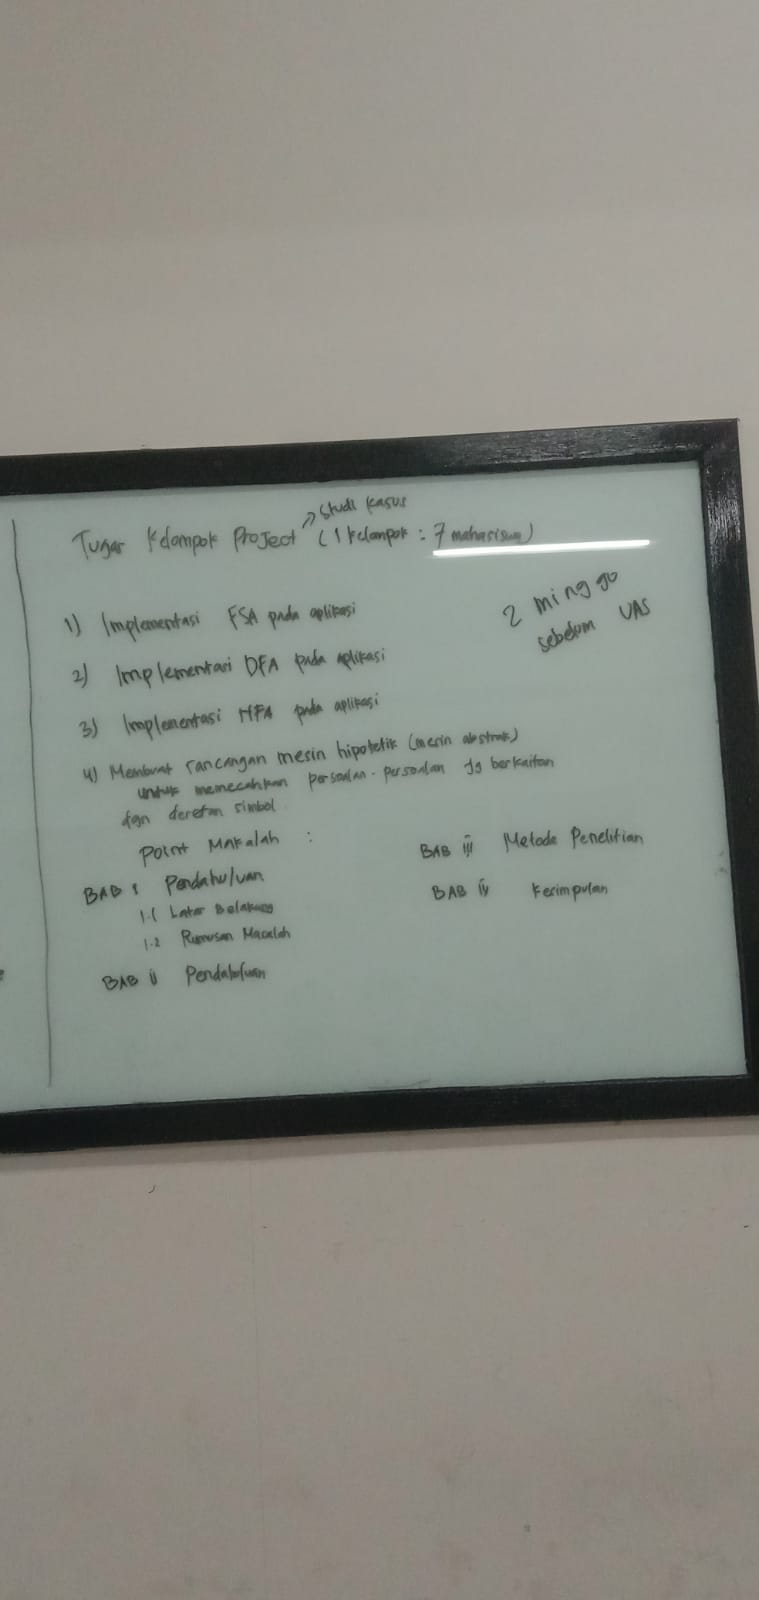 Studi Kasus
Tugas Kelompok Project (1 Kelompok : 7 mahasiswa)
2 minggu
sebelum UAS
1) Implementasi FSA pada aplikasi
2) Implementasi DFA pada aplikasi
3) Implementasi NFA pada aplikasi
4) Membuat rancangan mesin hipotetik (mesin abstrak)
untuk memecahkan persoalan-persoalan yg berkaitan
dgn deretan simbol.
Point Makalah :
BAB I Pendahuluan
1.1 Latar Belakang
1.2 Rumusan Masalah
BAB ii Pendahuluan
BAB iii Metode Penelitian
BAB iv Kesimpulan